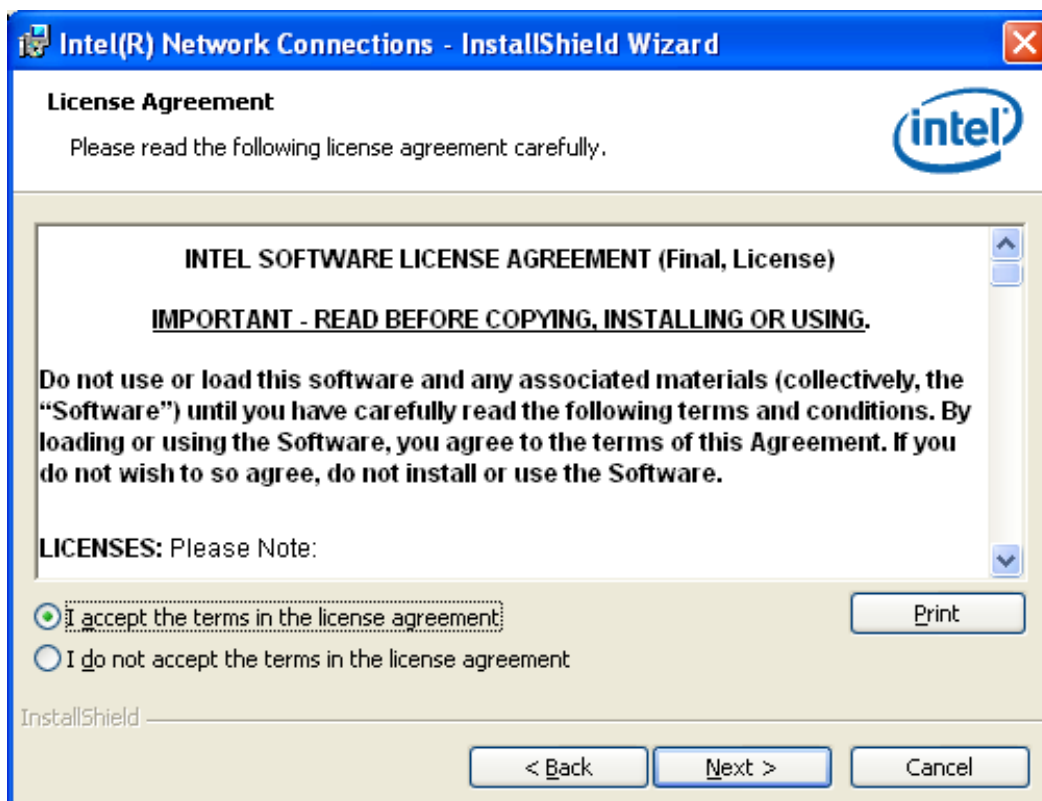 Intel(R) Network Connections - InstallShield Wizard
License Agreement
Please read the following license agreement carefully.
intel
INTEL SOFTWARE LICENSE AGREEMENT (Final, License)
IMPORTANT - READ BEFORE COPYING, INSTALLING OR USING.
Do not use or load this software and any associated materials (collectively, the
“Software”) until you have carefully read the following terms and conditions. By
loading or using the Software, you agree to the terms of this Agreement. If you
do not wish to so agree, do not install or use the Software.
LICENSES: Please Note:
I accept the terms in the license agreement
Print
I do not accept the terms in the license agreement
InstallShield
< Back
Next >
Cancel